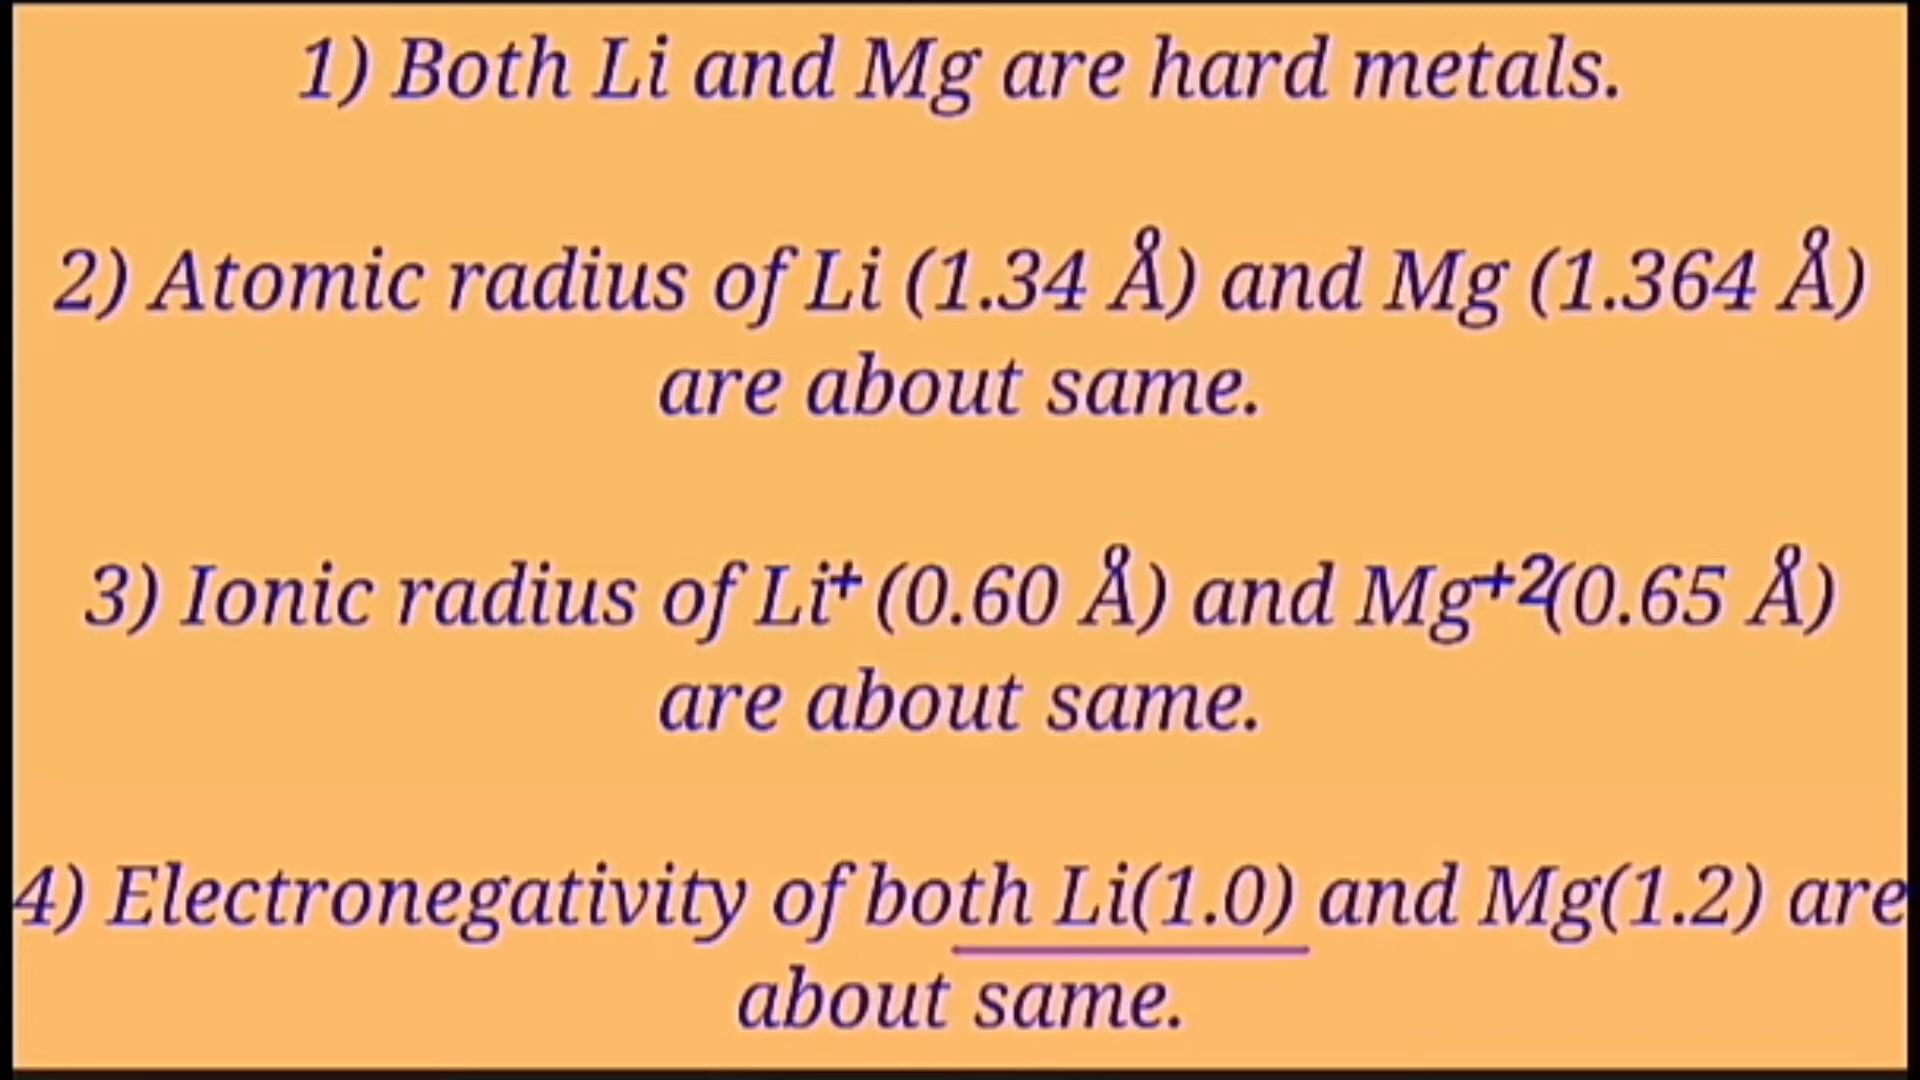 1) Both Li and Mg are hard metals.
2) Atomic radius of Li (1.34 Å) and Mg (1.364 Å)
are about same.
3) Ionic radius of Li⁺ (0.60 Å) and Mg⁺²(0.65 Å)
are about same.
4) Electronegativity of both Li(1.0) and Mg(1.2) are
about same.